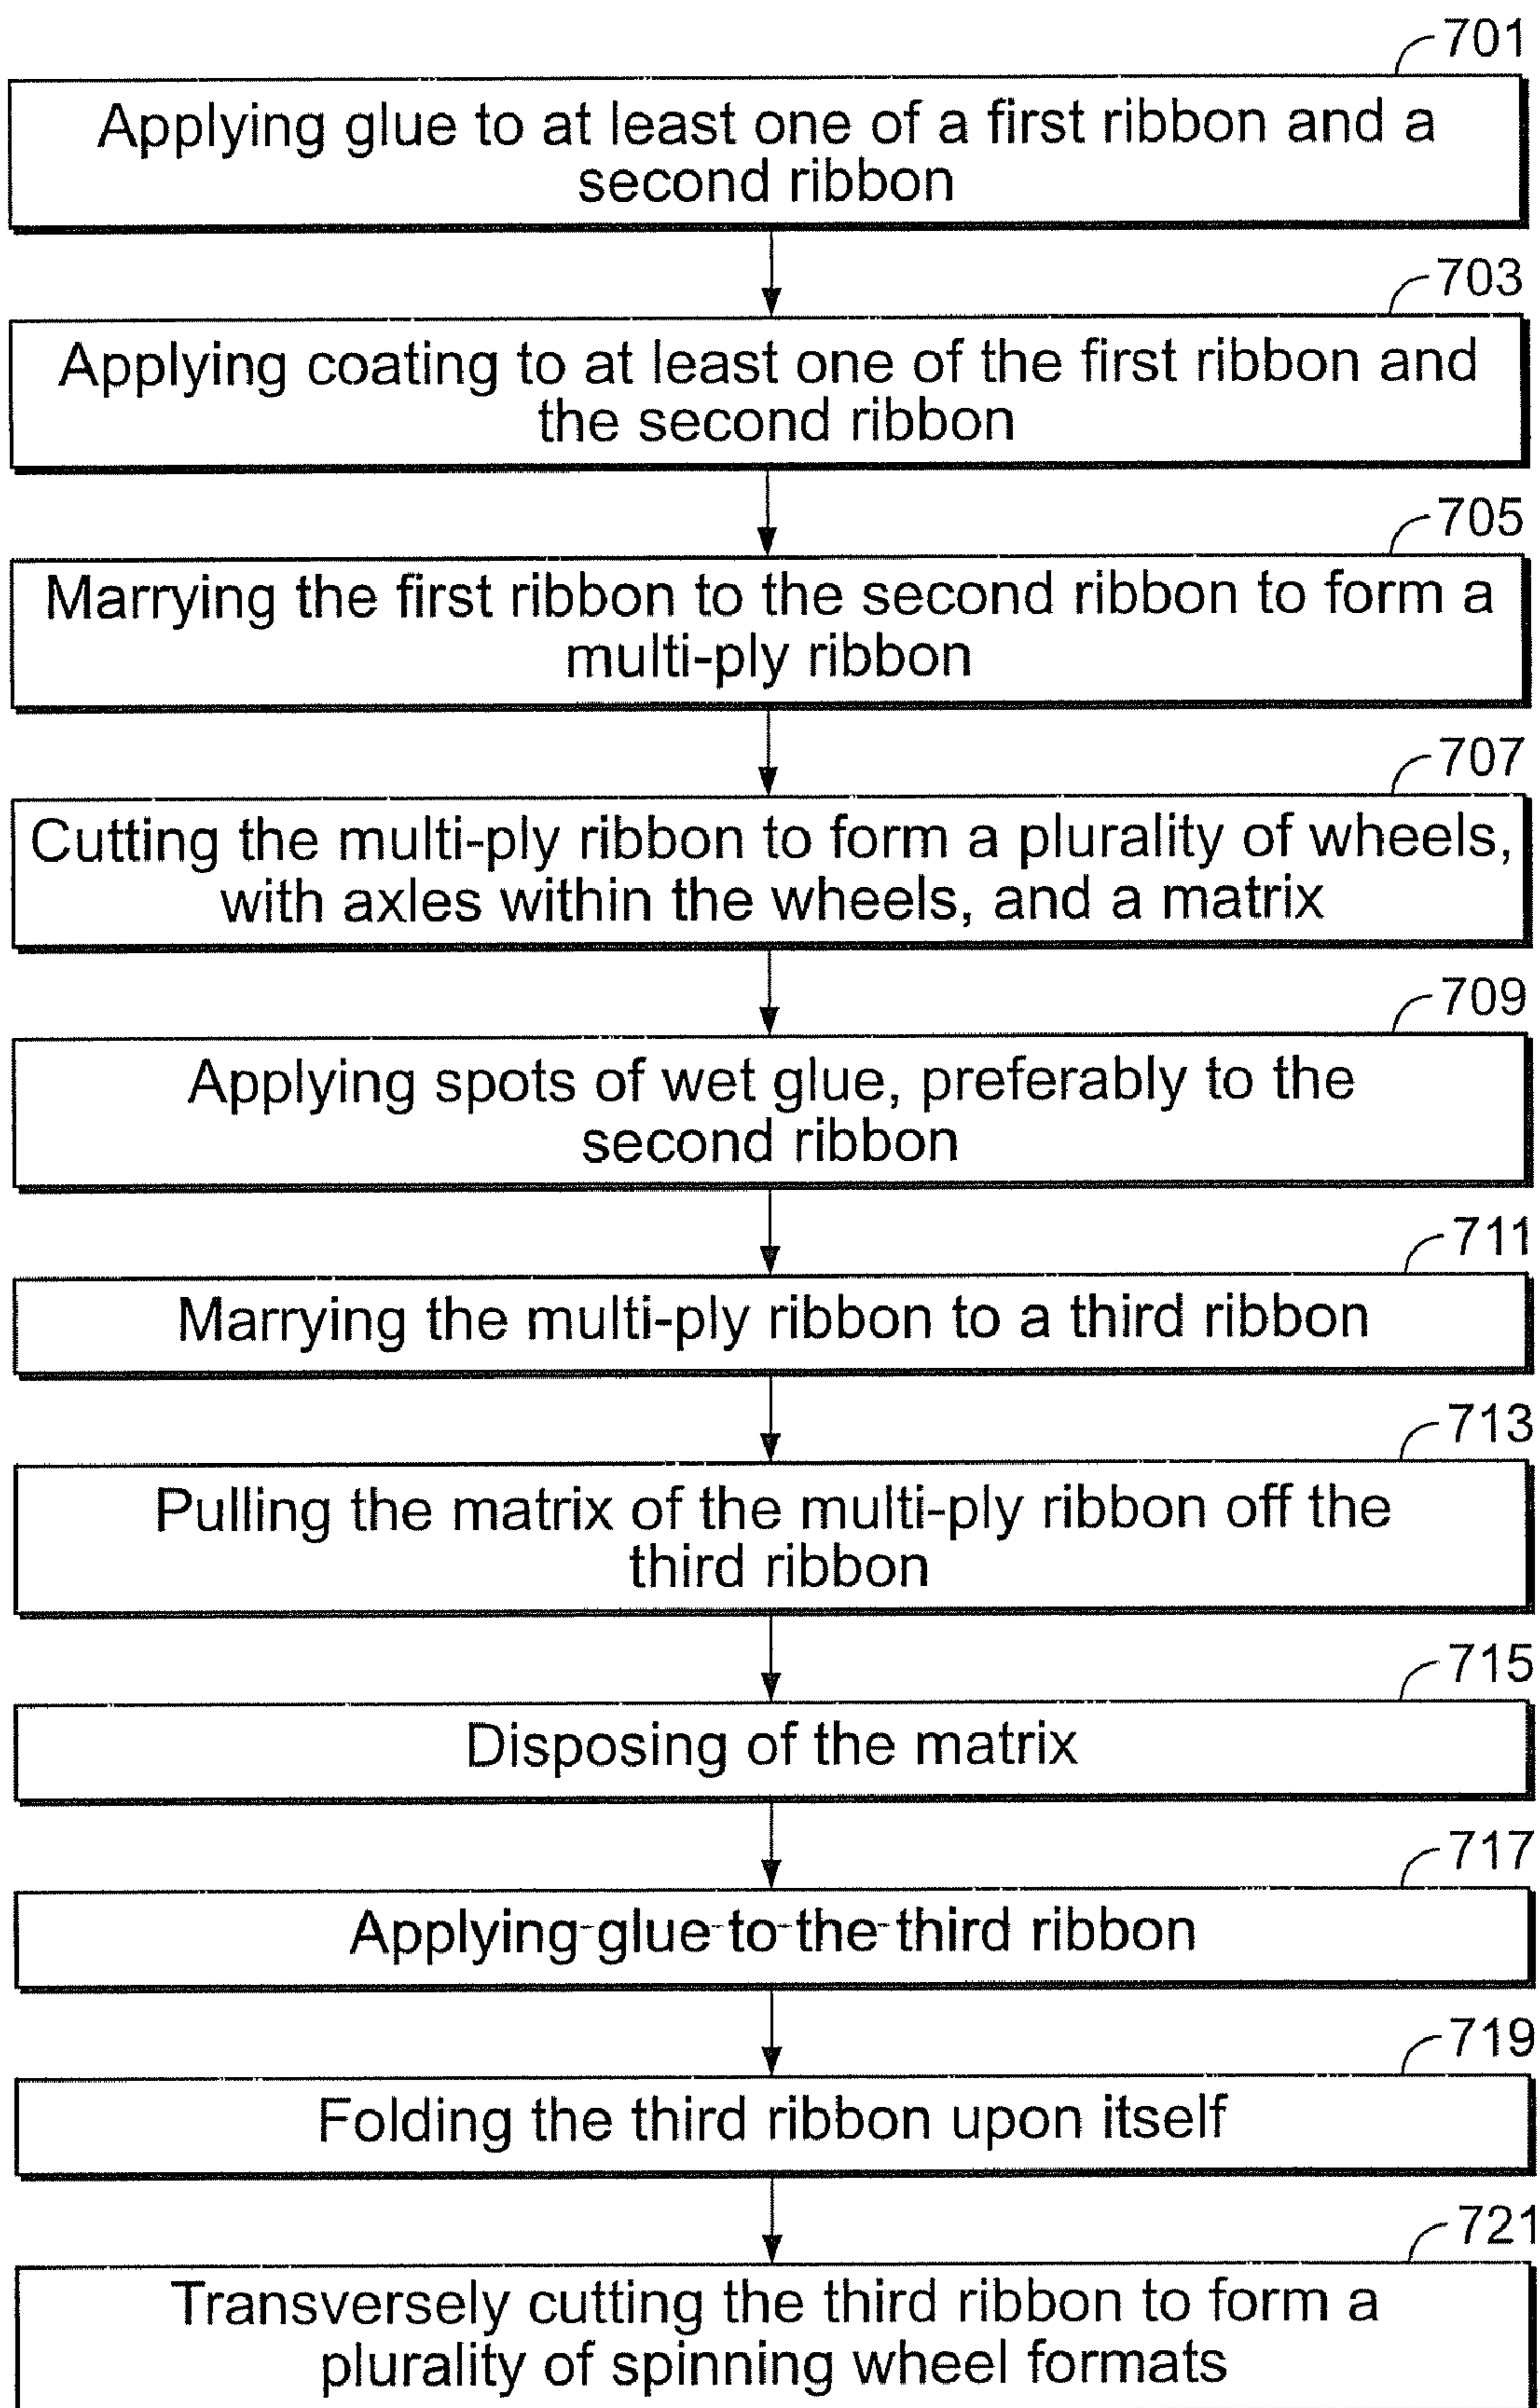 701
Applying glue to at least one of a first ribbon and a
second ribbon
703
Applying coating to at least one of the first ribbon and
the second ribbon
705
Marrying the first ribbon to the second ribbon to form a
multi-ply ribbon
707
Cutting the multi-ply ribbon to form a plurality of wheels,
with axles within the wheels, and a matrix
709
Applying spots of wet glue, preferably to the
second ribbon
711
Marrying the multi-ply ribbon to a third ribbon
713
Pulling the matrix of the multi-ply ribbon off the
third ribbon
715
Disposing of the matrix
717
Applying glue to the third ribbon
719
Folding the third ribbon upon itself
721
Transversely cutting the third ribbon to form a
plurality of spinning wheel formats